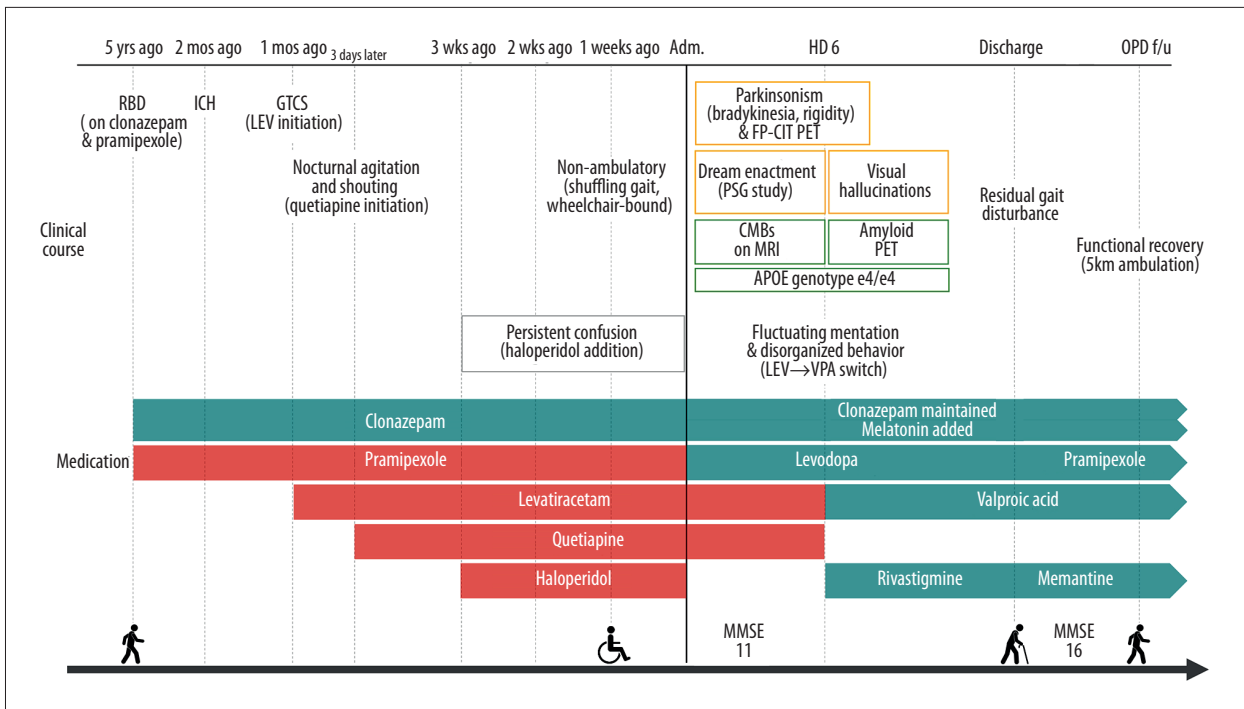 5 yrs ago
2 mos ago
1 mos ago
3 days later
3 wks ago
2 wks ago
1 weeks ago
Adm.
HD 6
Discharge
OPD f/u
Clinical
course
RBD
( on clonazepam
& pramipexole)
ICH
GTCS
(LEV initiation)
Nocturnal agitation
and shouting
(quetiapine initiation)
Non-ambulatory
(shuffling gait,
wheelchair-bound)
Parkinsonism
(bradykinesia, rigidity)
& FP-CIT PET
Dream enactment
(PSG study)
Visual
hallucinations
CMBs
on MRI
Amyloid
PET
APOE genotype e4/e4
Residual gait
disturbance
Functional recovery
(5km ambulation)
Persistent confusion
(haloperidol addition)
Fluctuating mentation
& disorganized behavior
(LEV→VPA switch)
Medication
Clonazepam
Clonazepam maintained
Melatonin added
Pramipexole
Levodopa
Pramipexole
Levatiracetam
Valproic acid
Quetiapine
Haloperidol
Rivastigmine
Memantine
MMSE
11
MMSE
16